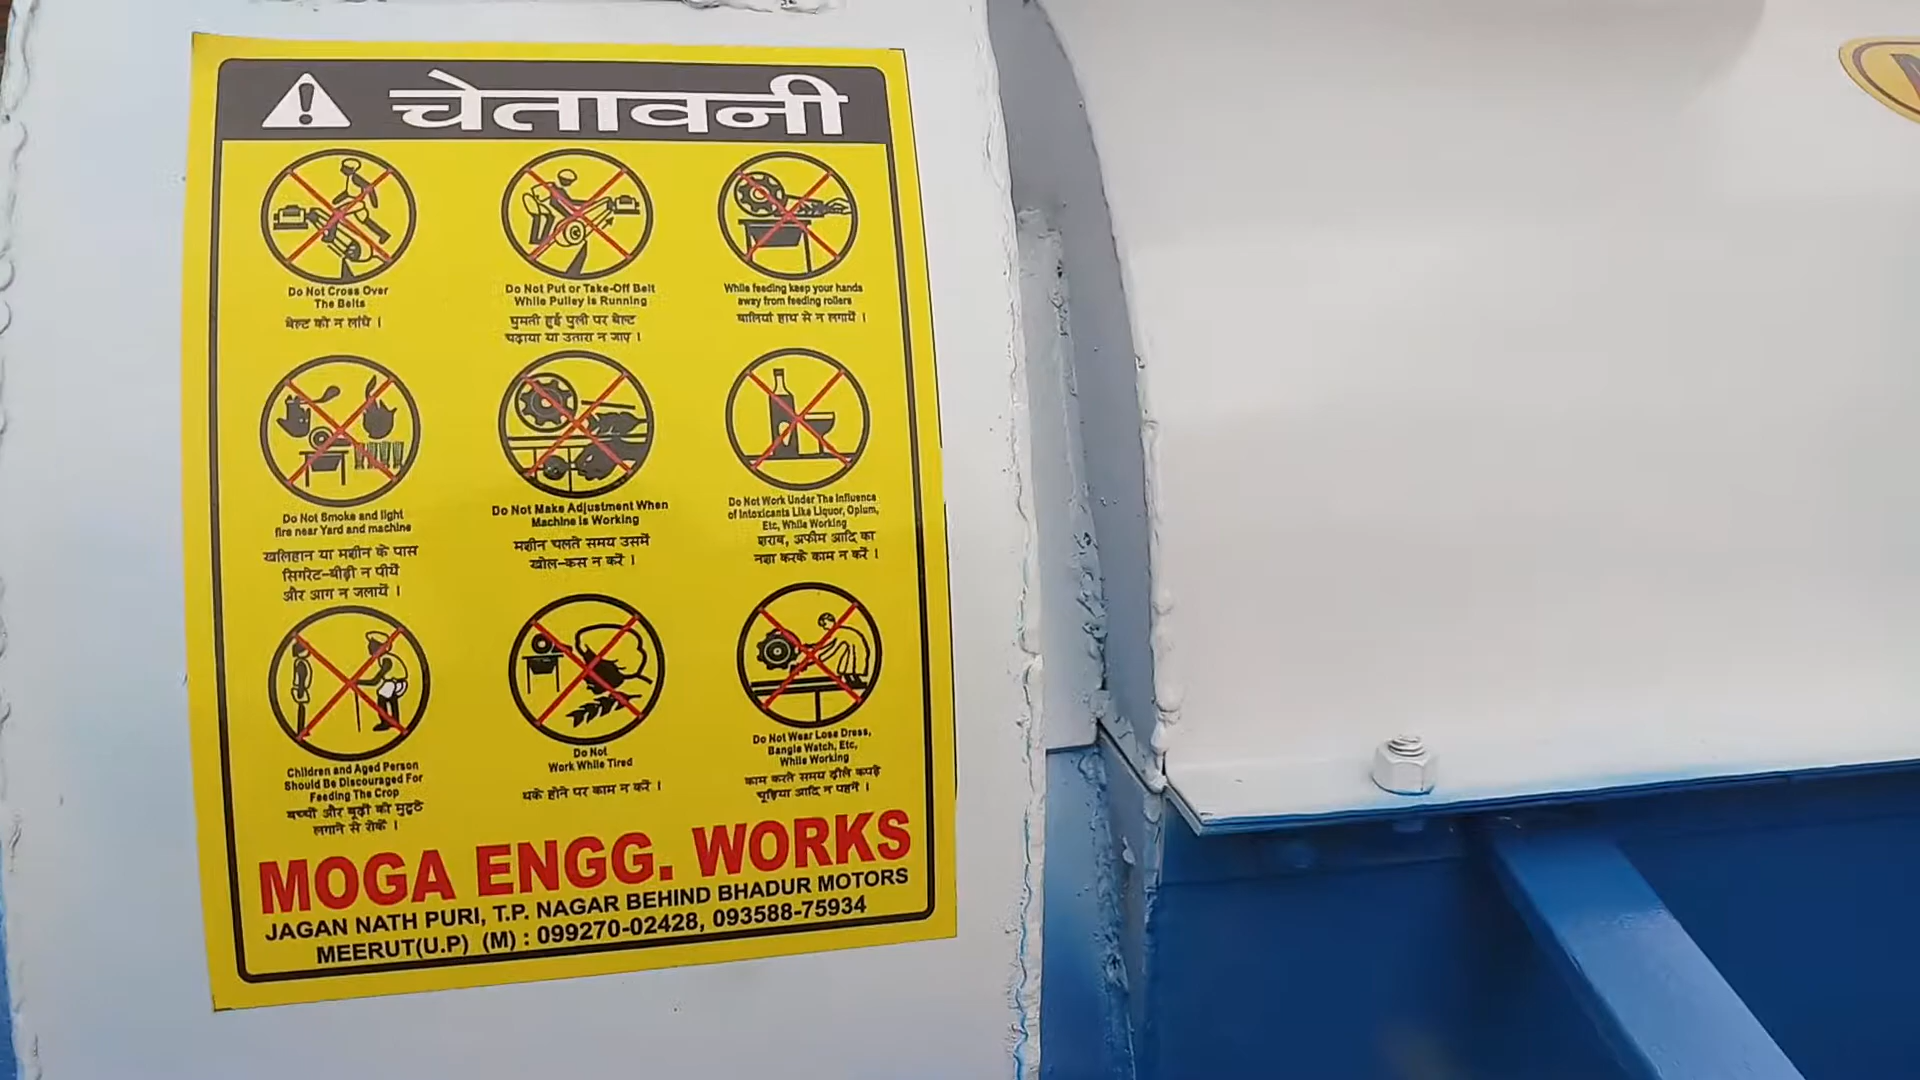 चेतावनी
Do Not Cross Over
The Belts
बेल्ट को न लांघे ।
Do Not Put or Take-Off Belt
While Pulley is Running
घुमती हुई पुली पर बेल्ट
चढ़ाया या उतारा न जाए ।
While feeding keep your hands
away from feeding rollers
बालियां हाथ से न लगायें ।
Do Not Smoke and light
fire near Yard and machine
खलिहान या मशीन के पास
सिगरेट-बीड़ी न पीयें
और आग न जलायें ।
Do Not Make Adjustment When
Machine is Working
मशीन चलते समय उसमें
खोल-कस न करें ।
Do Not Work Under The Influence
of Intoxicants Like Liquor, Opium,
Etc, While Working
शराब, अफीम आदि का
नशा करके काम न करें ।
Children and Aged Person
Should Be Discouraged For
Feeding The Crop
बच्चों और बूढ़ों को मुट्ठे
लगाने से रोकें ।
Do Not
Work While Tired
थके होने पर काम न करें ।
Do Not Wear Lose Dress,
Bangle Watch, Etc,
While Working
काम करते समय ढीले कपड़े
चूड़िया आदि न पहनें ।
MOGA ENGG. WORKS
JAGAN NATH PURI, T.P. NAGAR BEHIND BHADUR MOTORS
MEERUT(U.P) (M) : 099270-02428, 093588-75934